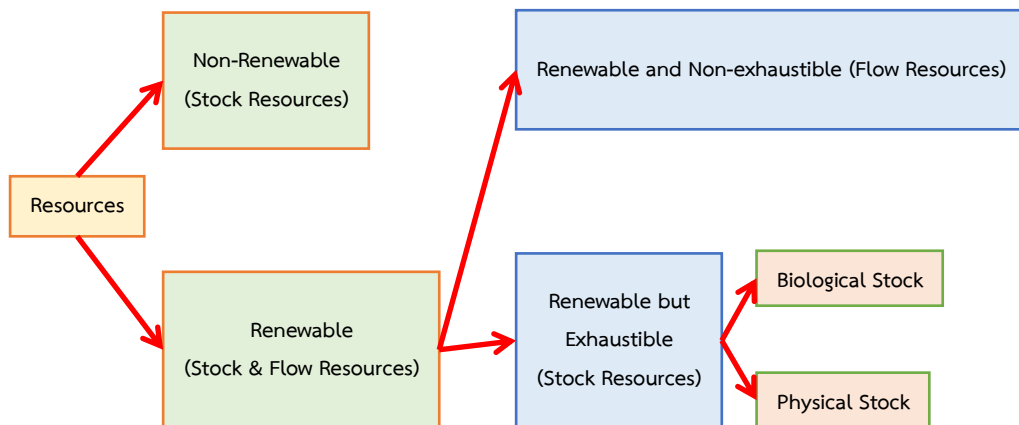 Resources
Non-Renewable
(Stock Resources)
Renewable
(Stock & Flow Resources)
Renewable and Non-exhaustible (Flow Resources)
Renewable but
Exhaustible
(Stock Resources)
Biological Stock
Physical Stock